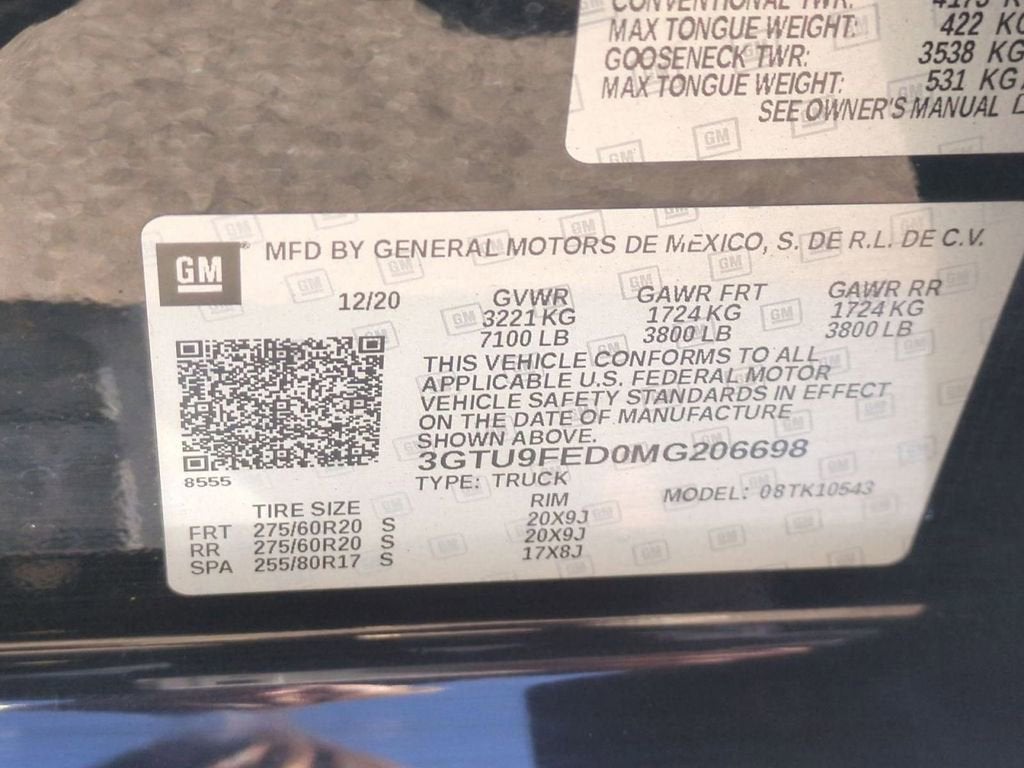 CONVENTIONAL TWR:
MAX TONGUE WEIGHT: 422 KG
GOOSENECK TWR: 3538 KG
MAX TONGUE WEIGHT: 531 KG
SEE OWNER'S MANUAL
GM
MFD BY GENERAL MOTORS DE MEXICO, S. DE R.L. DE C.V.
12/20 GVWR GAWR FRT GAWR RR
3221 KG 1724 KG 1724 KG
7100 LB 3800 LB 3800 LB
THIS VEHICLE CONFORMS TO ALL
APPLICABLE U.S. FEDERAL MOTOR
VEHICLE SAFETY STANDARDS IN EFFECT
ON THE DATE OF MANUFACTURE
SHOWN ABOVE.
3GTU9FED0MG206698
8555
TYPE: TRUCK MODEL: 08TK10543
TIRE SIZE RIM
FRT 275/60R20 S 20X9J
RR 275/60R20 S 20X9J
SPA 255/80R17 S 17X8J